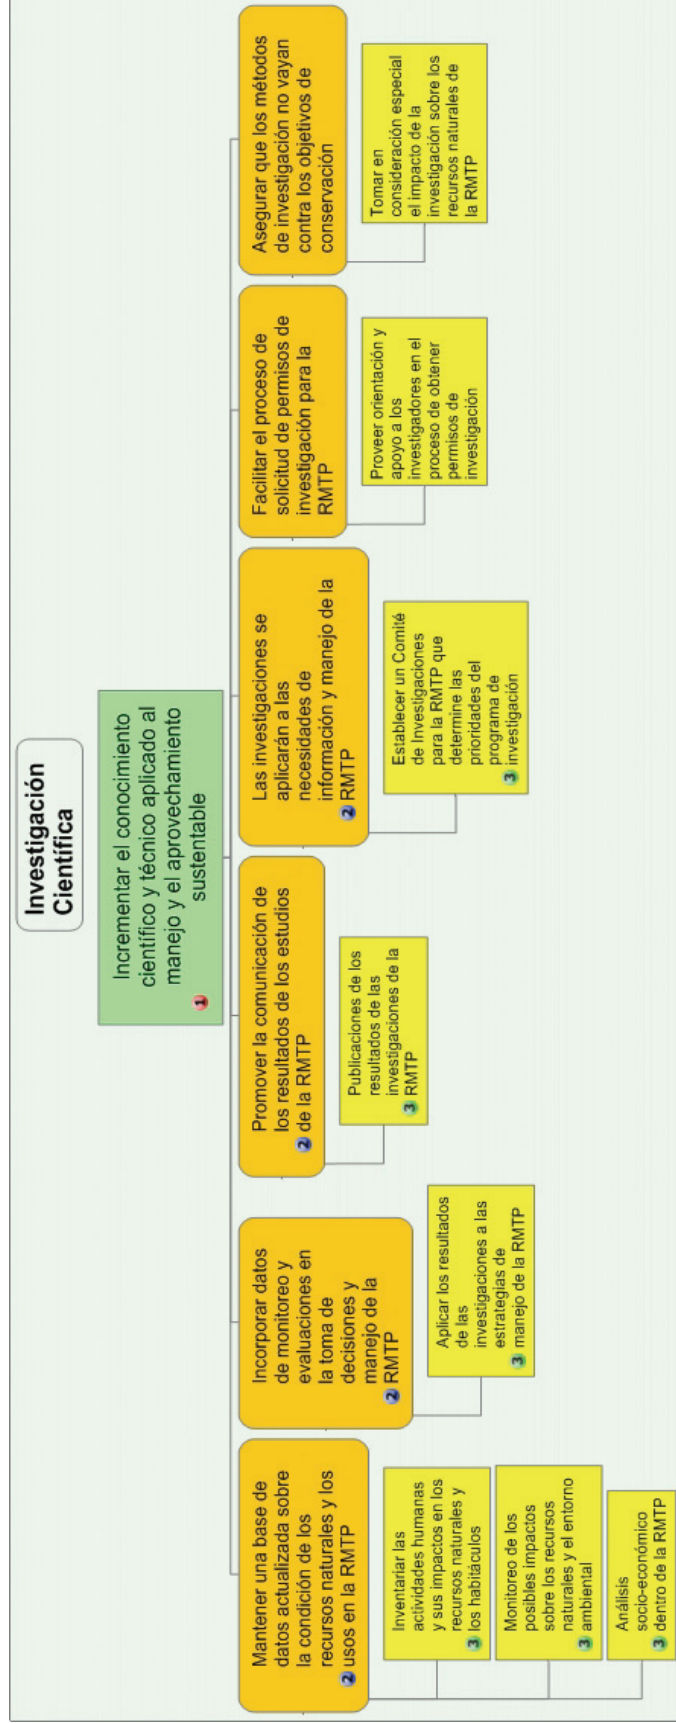 Investigación
Científica
Incrementar el conocimiento
científico y técnico aplicado al
manejo y el aprovechamiento
sustentable
1
Mantener una base de
datos actualizada sobre
la condición de los
recursos naturales y los
2 usos en la RMTP
Inventariar las
actividades humanas
y sus impactos en los
recursos naturales y
3 los habitáculos
Monitoreo de los
posibles impactos
sobre los recursos
naturales y el entorno
3 ambiental
Análisis
socio-económico
3 dentro de la RMTP
Incorporar datos
de monitoreo y
evaluaciones en
la toma de
decisiones y
manejo de la
2 RMTP
Aplicar los resultados
de las
investigaciones a las
estrategias de
3 manejo de la RMTP
Promover la comunicación de
los resultados de los estudios
2 de la RMTP
Publicaciones de los
resultados de las
investigaciones de la
3 RMTP
Las investigaciones se
aplicarán a las
necesidades de
información y manejo de la
2 RMTP
Establecer un Comité
de Investigaciones
para la RMTP que
determine las
prioridades del
programa de
3 investigación
Facilitar el proceso de
solicitud de permisos de
investigación para la
RMTP
Proveer orientación y
apoyo a los
investigadores en el
proceso de obtener
permisos de
investigación
Asegurar que los métodos
de investigación no vayan
contra los objetivos de
conservación
Tomar en
consideración especial
el impacto de la
investigación sobre los
recursos naturales de
la RMTP